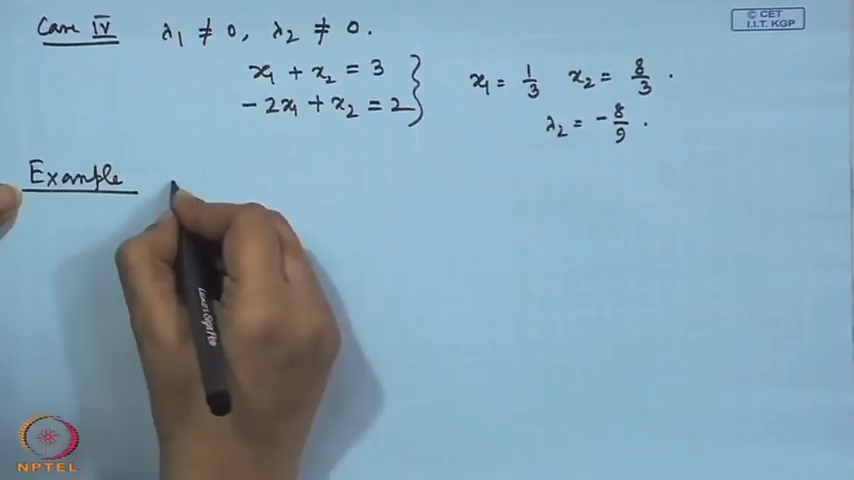 Case IV λ₁ ≠ 0, λ₂ ≠ 0.
x₁ + x₂ = 3
- 2x₁ + x₂ = 2 }
x₁ = 1/3 x₂ = 8/3 .
λ₂ = - 8/9 .
Example
© CET
I.I.T. KGP
NPTEL